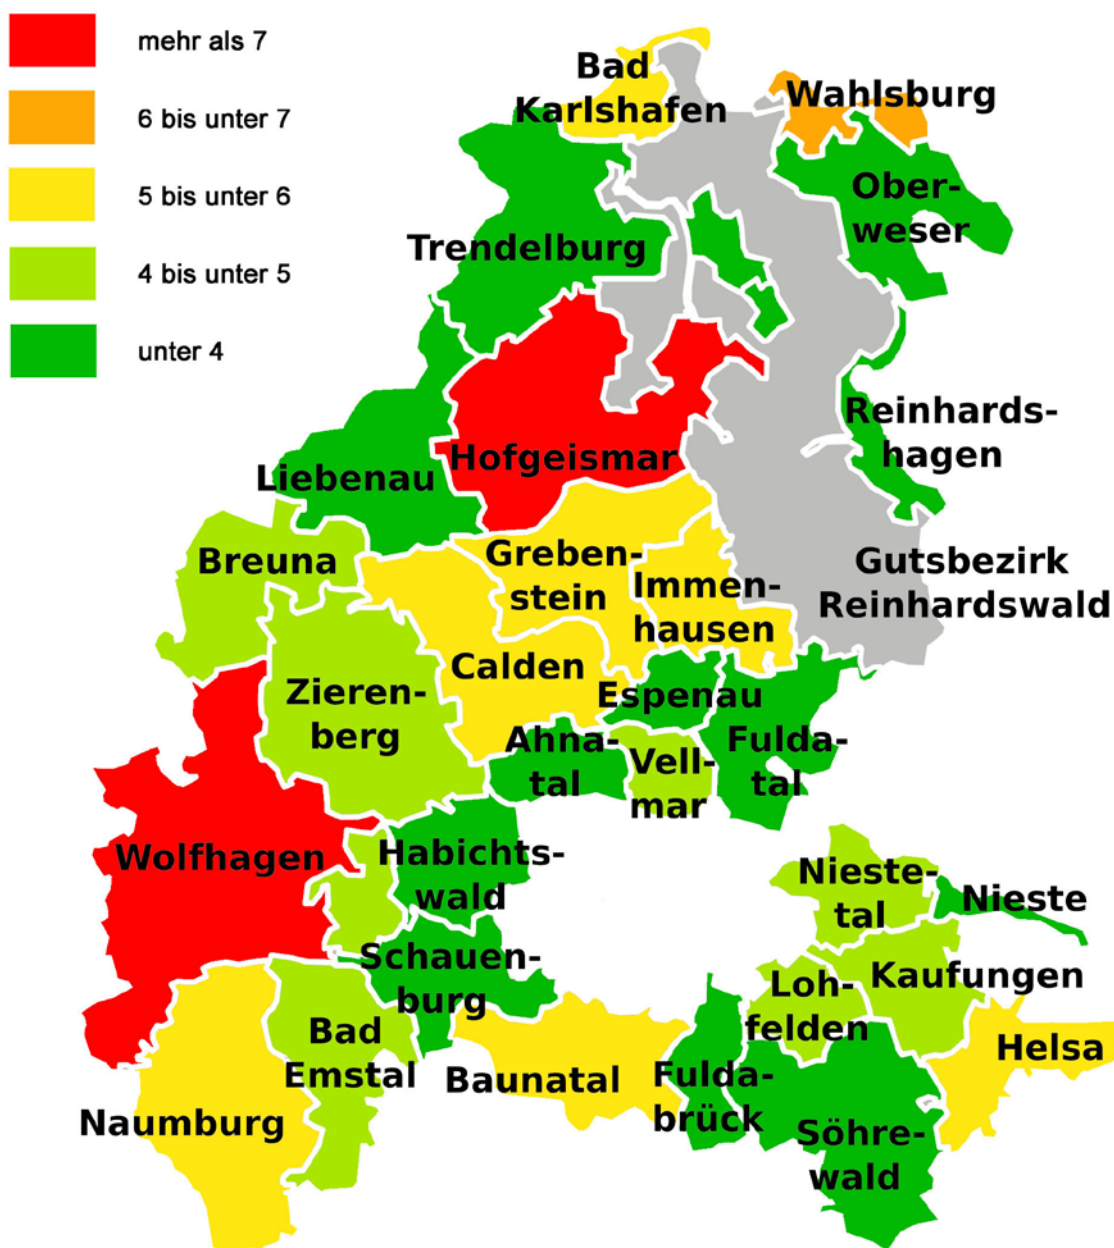 mehr als 7
6 bis unter 7
5 bis unter 6
4 bis unter 5
unter 4
Bad
Karlshafen
Wahlsburg
Ober-
weser
Trendelburg
Reinhards-
hagen
Hofgeismar
Liebenau
Breuna
Greben-
stein
Immen-
hausen
Gutsbezirk
Reinhardswald
Calden
Zieren-
berg
Espenau
Ahna-
tal
Vell-
mar
Fulda-
tal
Wolfhagen
Habichts-
wald
Nieste-
tal
Nieste
Schauen-
burg
Loh-
felden
Kaufungen
Bad
Emstal
Helsa
Baunatal
Fulda-
brück
Naumburg
Söhre-
wald